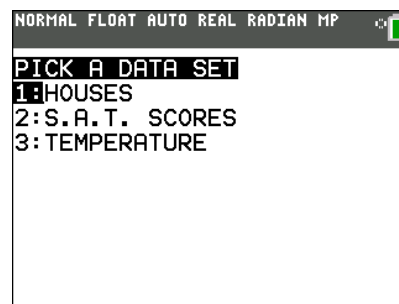 NORMAL FLOAT AUTO REAL RADIAN MP
PICK A DATA SET
1:HOUSES
2:S.A.T. SCORES
3:TEMPERATURE